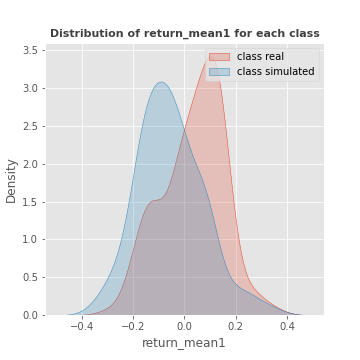 Distribution of return_mean1 for each class
class real
class simulated
3.5
3.0
2.5
2.0
1.5
1.0
0.5
0.0
Density
−0.4 −0.2 0.0 0.2 0.4
return_mean1